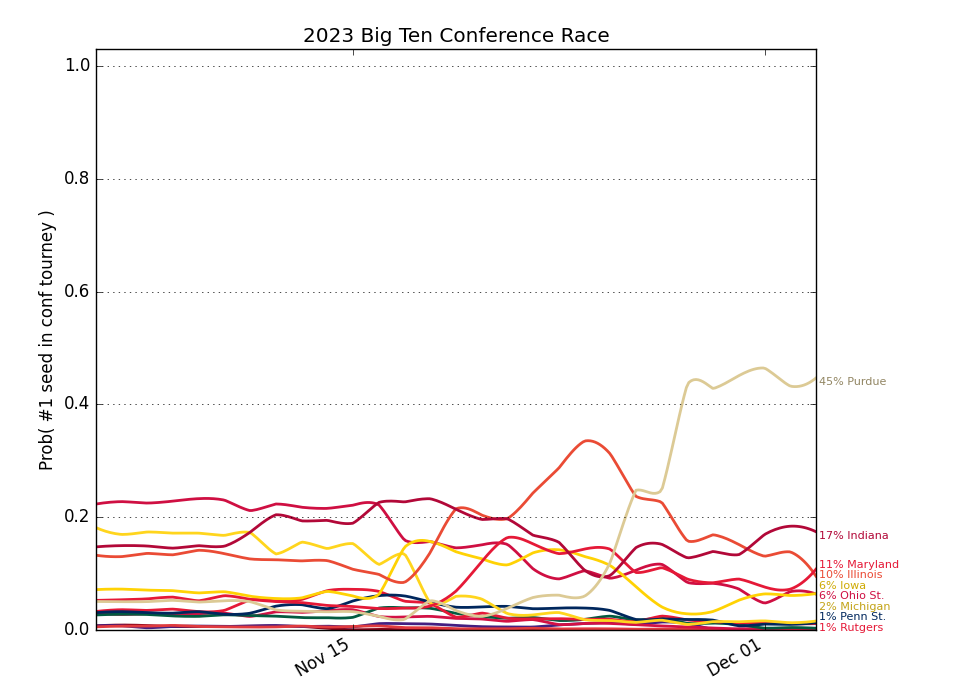 2023 Big Ten Conference Race
Prob( #1 seed in conf tourney )
1.0
0.8
0.6
0.4
0.2
0.0
Nov 15
Dec 01
45% Purdue
17% Indiana
11% Maryland
10% Illinois
6% Iowa
6% Ohio St.
2% Michigan
1% Penn St.
1% Rutgers